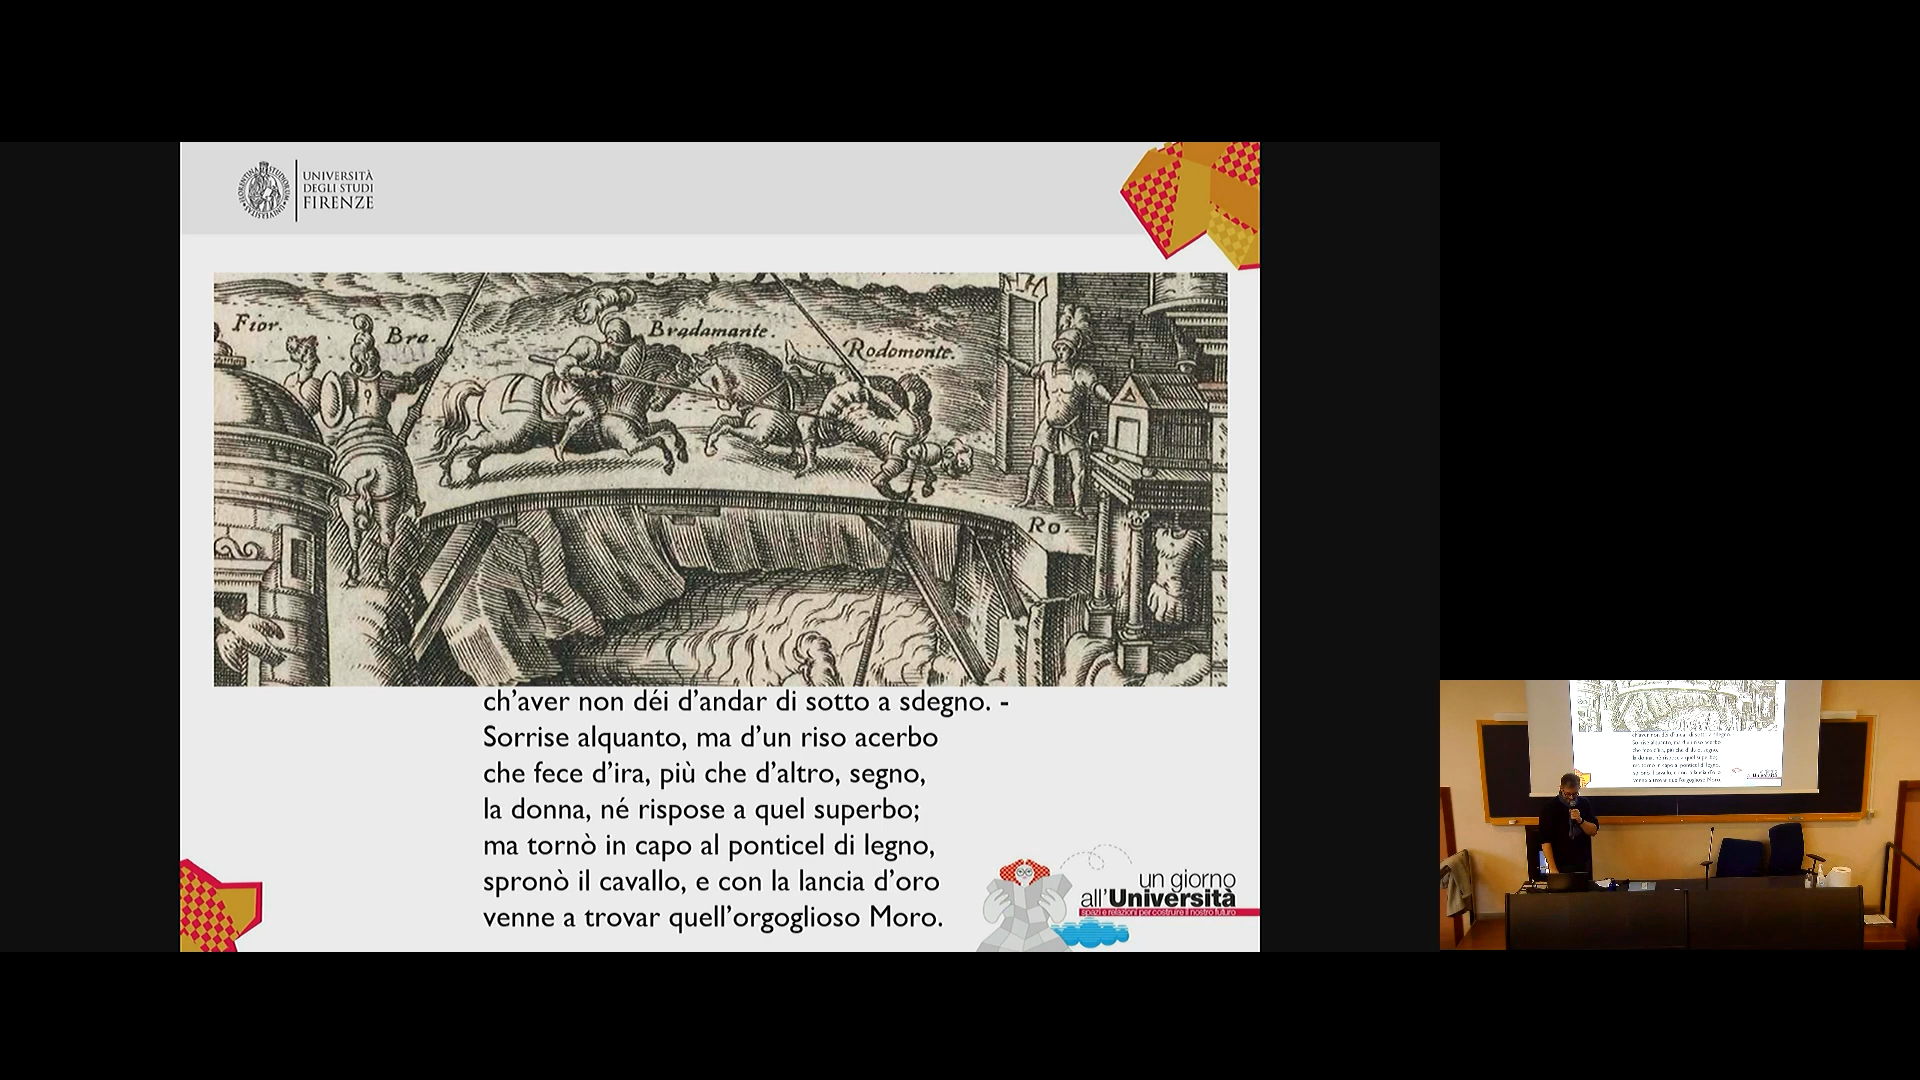 UNIVERSITÀ
DEGLI STUDI
FIRENZE
Fior.
Bra.
Bradamante.
Rodomonte.
Ro.
ch'aver non déi d'andar di sotto a sdegno. -
Sorrise alquanto, ma d'un riso acerbo
che fece d'ira, più che d'altro, segno,
la donna, né rispose a quel superbo;
ma tornò in capo al ponticel di legno,
spronò il cavallo, e con la lancia d'oro
venne a trovar quell'orgoglioso Moro.
un giorno
all'Università
spazi e relazioni per costruire il nostro futuro